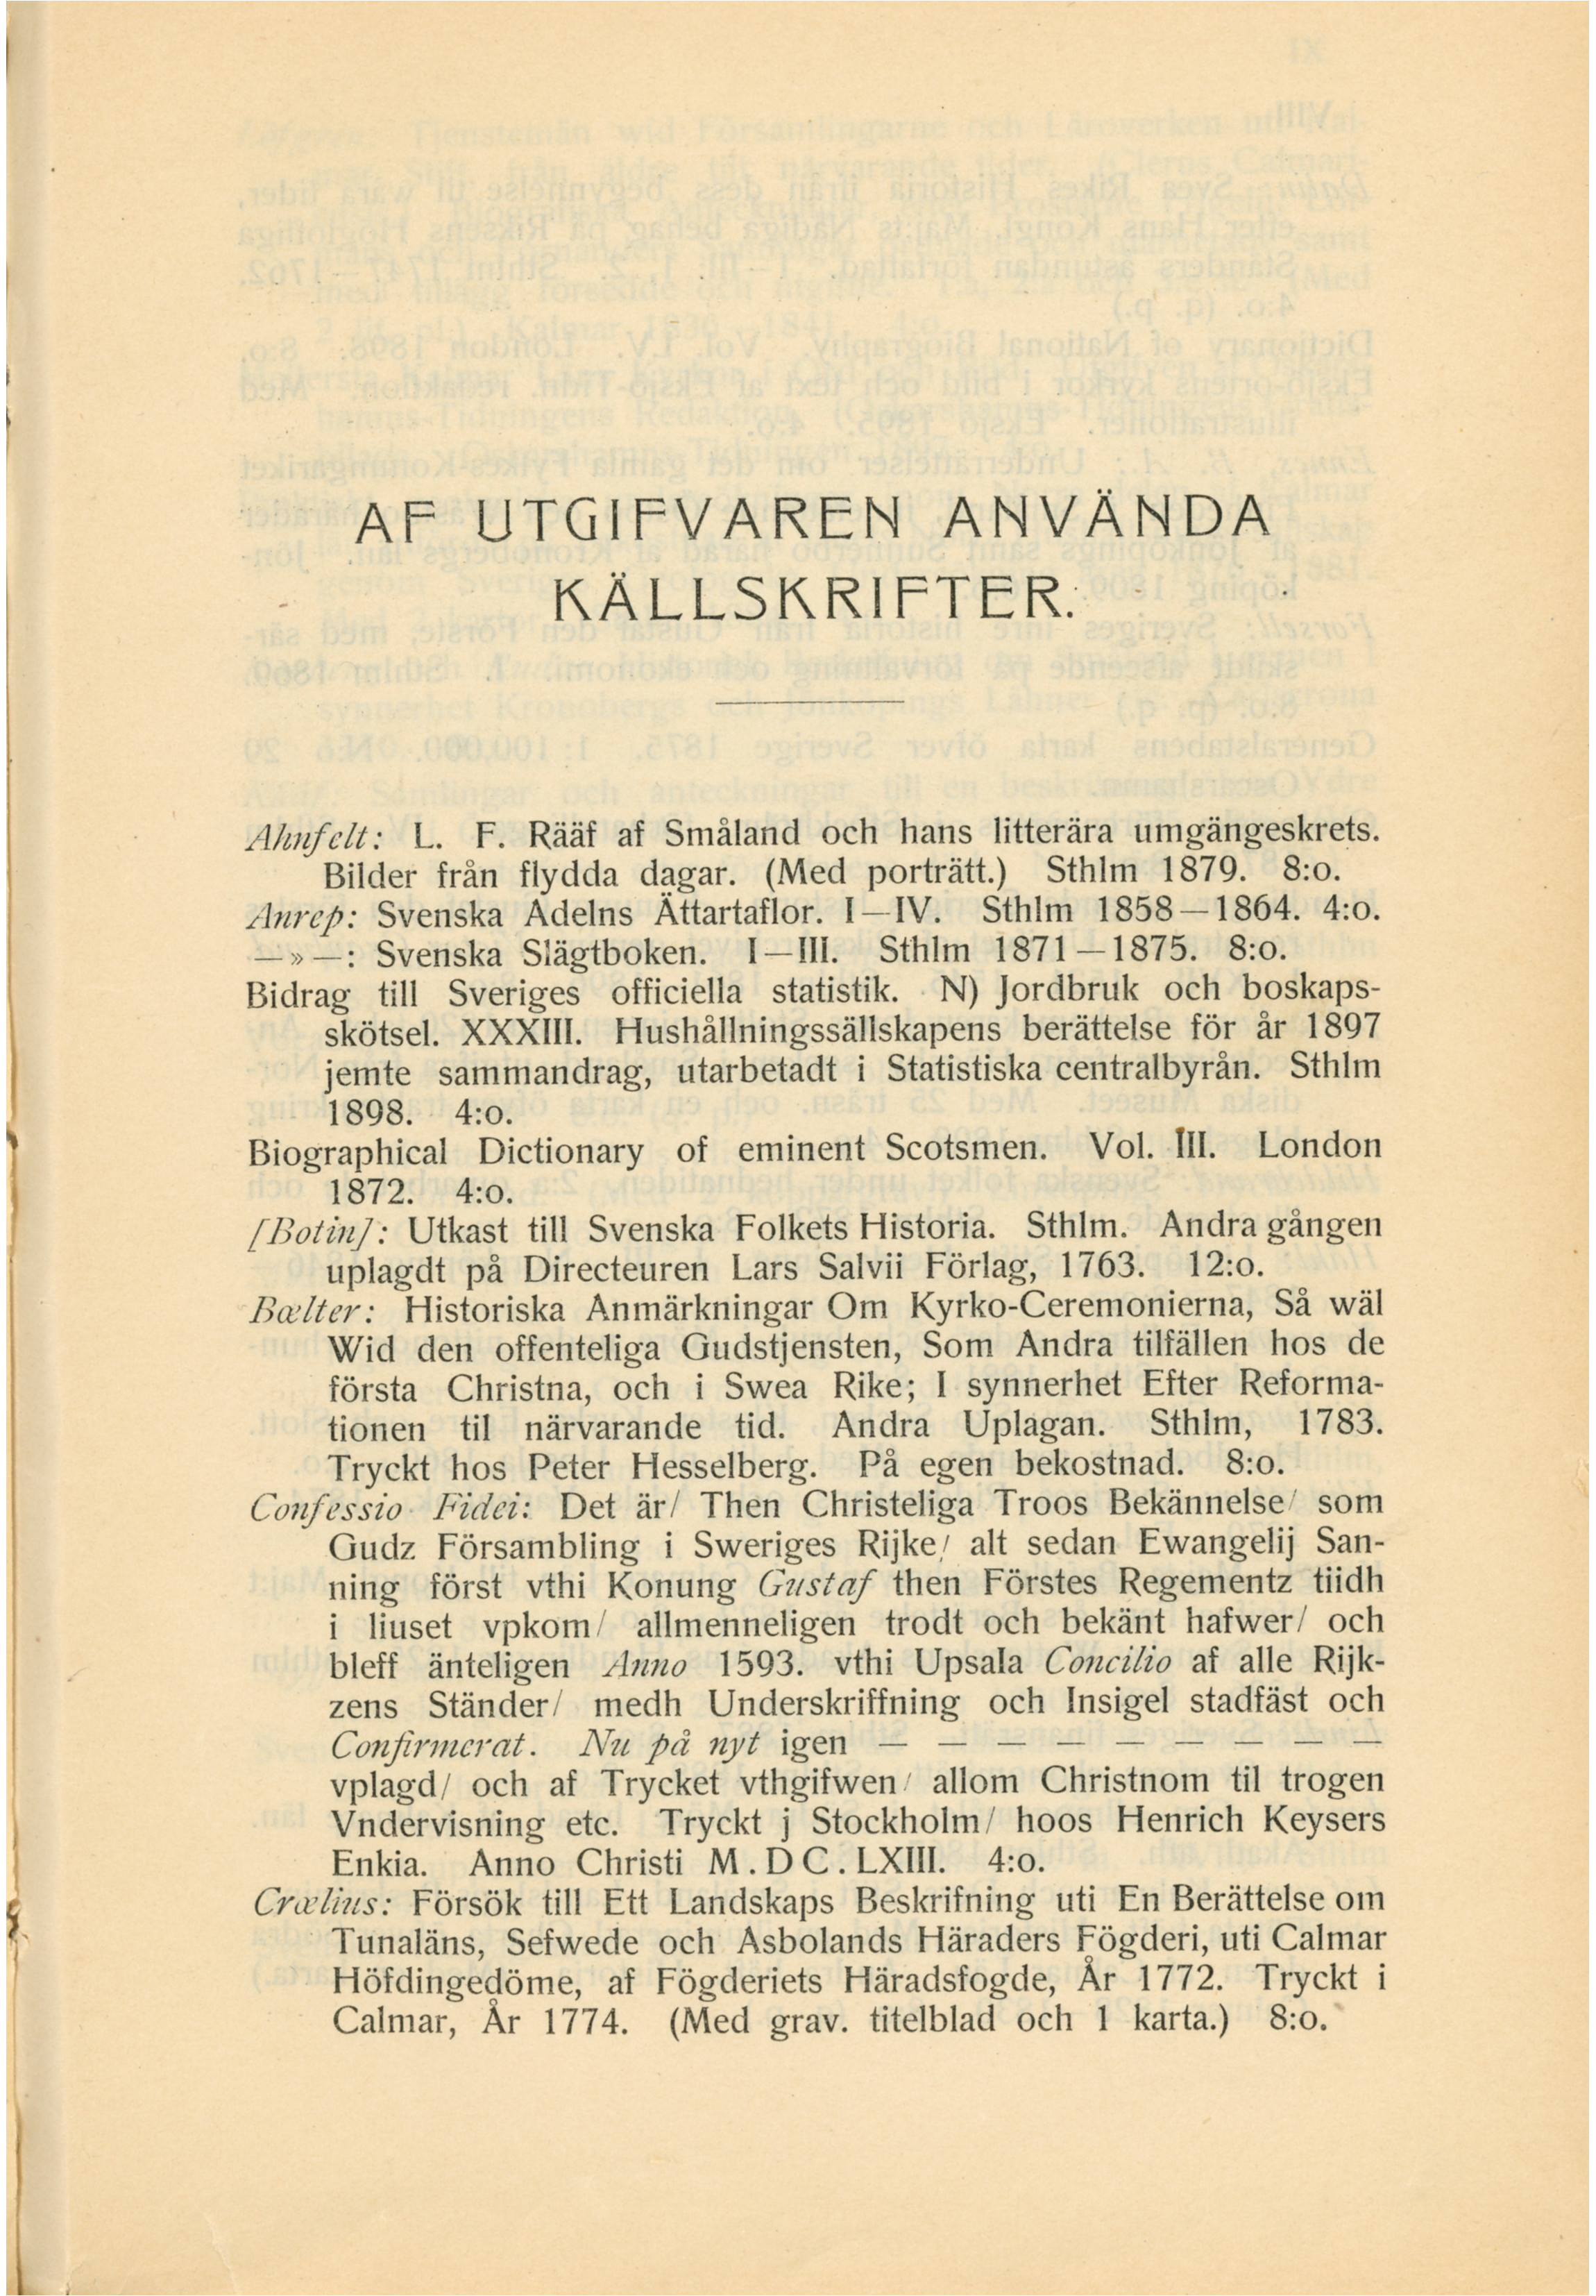 AF UTGIFVAREN ANVÄNDA
KÄLLSKRIFTER.
Ahnfelt: L. F. Rääf af Småland och hans litterära umgängeskrets.
Bilder från flydda dagar. (Med porträtt.) Sthlm 1879. 8:o.
Anrep: Svenska Adelns Ättartaflor. I—IV. Sthlm 1858—1864. 4:o.
—»—: Svenska Slägtboken. I—III. Sthlm 1871—1875. 8:o.
Bidrag till Sveriges officiella statistik. N) Jordbruk och boskaps-
skötsel. XXXIII. Hushållningssällskapens berättelse för år 1897
jemte sammandrag, utarbetadt i Statistiska centralbyrån. Sthlm
1898. 4:o.
Biographical Dictionary of eminent Scotsmen. Vol. III. London
1872. 4:o.
[Botin]: Utkast till Svenska Folkets Historia. Sthlm. Andra gången
uplagdt på Directeuren Lars Salvii Förlag, 1763. 12:o.
Bælter: Historiska Anmärkningar Om Kyrko-Ceremonierna, Så wäl
Wid den offenteliga Gudstjensten, Som Andra tilfällen hos de
första Christna, och i Swea Rike; I synnerhet Efter Reforma-
tionen til närvarande tid. Andra Uplagan. Sthlm, 1783.
Tryckt hos Peter Hesselberg. På egen bekostnad. 8:o.
Confessio Fidei: Det är/ Then Christeliga Troos Bekännelse/ som
Gudz Försambling i Sweriges Rijke/ alt sedan Ewangelij San-
ning först vthi Konung Gustaf then Förstes Regementz tiidh
i liuset vpkom/ allmenneligen trodt och bekänt hafwer/ och
bleff änteligen Anno 1593. vthi Upsala Concilio af alle Rijk-
zens Ständer/ medh Underskriffning och Insigel stadfäst och
Confirmerat. Nu på nyt igen — — — — — — — — —
vplagd/ och af Trycket vthgifwen/ allom Christnom til trogen
Vndervisning etc. Tryckt j Stockholm/ hoos Henrich Keysers
Enkia. Anno Christi M.DC.LXIII. 4:o.
Crælius: Försök till Ett Landskaps Beskrifning uti En Berättelse om
Tunaläns, Sefwede och Asbolands Häraders Fögderi, uti Calmar
Höfdingedöme, af Fögderiets Häradsfogde, År 1772. Tryckt i
Calmar, År 1774. (Med grav. titelblad och 1 karta.) 8:o.